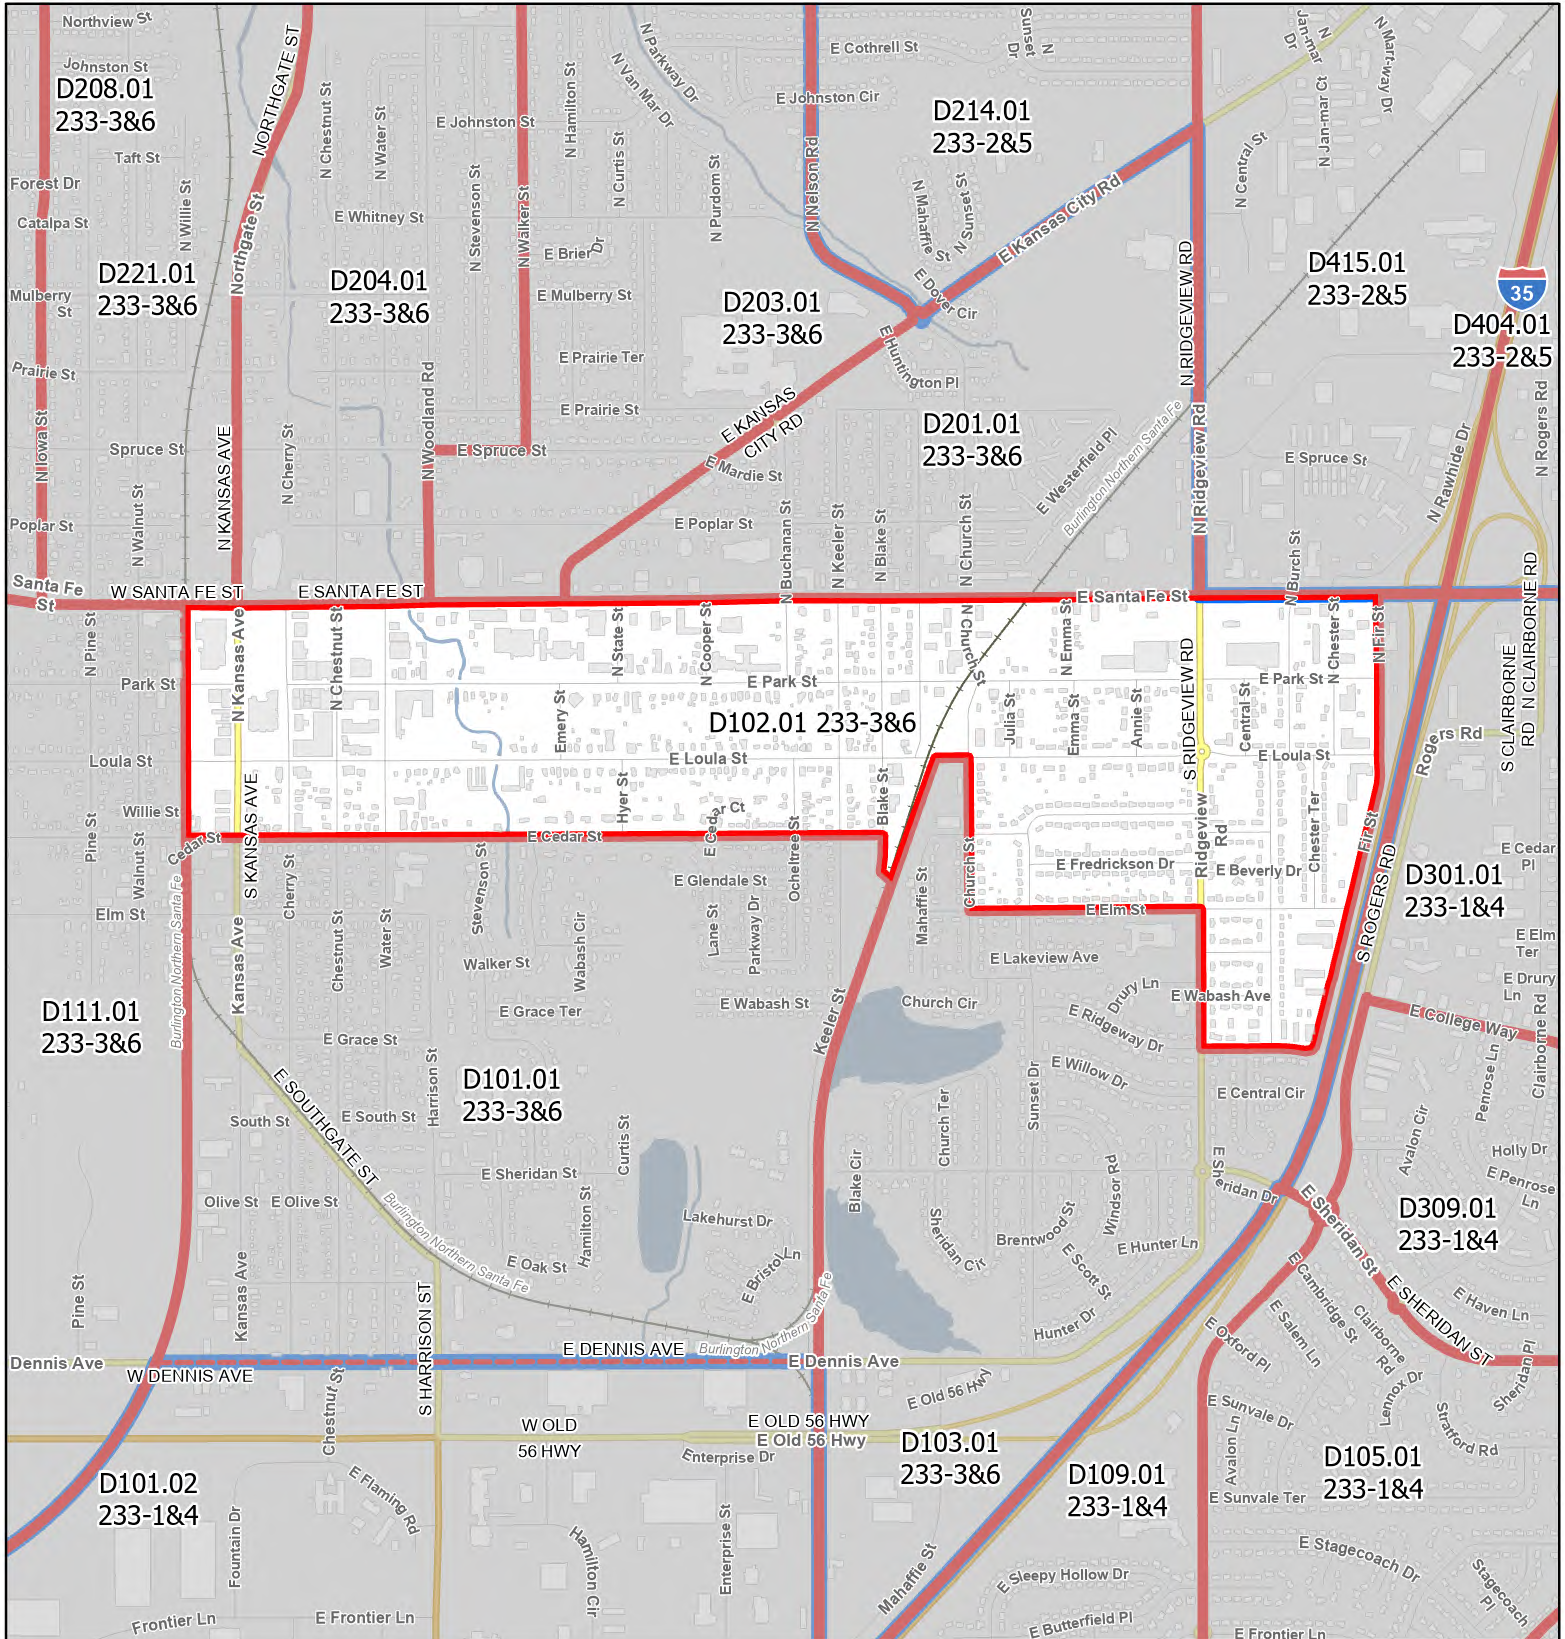 Northview St
Johnston St
D208.01
233-3&6
NORTHGATE ST
N Chestnut St
N Water St
E Johnston St
N Hamilton St
N Van Mar Dr
N Parkway Dr
N Curtis St
E Cothrell St
E Johnston Cir
Sunset
Dr
N
D214.01
233-2&5
N
Jan-mar
Dr
N Mart-way Dr
N Jan-mar Ct
N Central St
Taft St
Forest Dr
Catalpa St
N Willie St
Northgate St
E Whitney St
N Stevenson St
N Walker St
N Purdom St
N Nelson Rd
N Mahaffie St
N Sunset St
E Kansas City Rd
E Brier Dr
D221.01
233-3&6
D204.01
233-3&6
Mulberry
St
E Mulberry St
D203.01
233-3&6
E Dover Cir
N RIDGEVIEW RD
D415.01
233-2&5
35
D404.01
233-2&5
Prairie St
E Prairie Ter
E Huntington Pl
N Woodland Rd
E Prairie St
E KANSAS
CITY RD
D201.01
233-3&6
N Iowa St
Spruce St
N KANSAS AVE
N Cherry St
E Spruce St
E Mardie St
E Westerfield Pl
Burlington Northern Santa Fe
N Ridgeview Rd
E Spruce St
N Rawhide Dr
N Rogers Rd
Poplar St
N Walnut St
E Poplar St
N Buchanan St
N Keeler St
N Blake St
N Church St
N Burch St
Santa Fe
St
W SANTA FE ST
E SANTA FE ST
E Santa Fe St
N CLAIRBORNE RD
N Pine St
N Kansas Ave
N Chestnut St
N State St
N Cooper St
N Church St
N Emma St
N Chester St
N Fir St
Park St
E Park St
E Park St
S RIDGEVIEW RD
S CLAIRBORNE
RD
Emery St
D102.01 233-3&6
Julia St
Emma St
Annie St
Central St
Rogers Rd
Loula St
E Loula St
E Loula St
Willie St
S KANSAS AVE
Hyer St
E Cedar Ct
Blake St
Ridgeview
Rd
Chester Ter
Fir St
Pine St
Walnut St
Cedar St
E Cedar St
Ocheltree St
E Fredrickson Dr
E Beverly Dr
S ROGERS RD
E Cedar
Pl
D301.01
233-1&4
E Glendale St
Mahaffie St
Church St
Elm St
Cherry St
Stevenson St
E Elm St
E Elm
Ter
Burlington Northern Santa Fe
Kansas Ave
Chestnut St
Water St
Walker St
Wabash Cir
Lane St
Parkway Dr
E Lakeview Ave
Drury Ln
E Wabash Ave
E Drury
Ln
D111.01
233-3&6
E Grace Ter
E Wabash St
Church Cir
E Ridgeway Dr
E College Way
Clairborne Rd
E Grace St
Keeler St
E Willow Dr
Penrose Ln
E SOUTHGATE ST
Harrison St
D101.01
233-3&6
Sunset Dr
E Central Cir
South St
E South St
Curtis St
Church Ter
Avalon Cir
Holly Dr
E Sheridan St
Blake Cir
Windsor Rd
E Sheridan Dr
E Penrose
Ln
Olive St
E Olive St
Burlington Northern Santa Fe
Hamilton St
Lakehurst Dr
Sheridan Cir
Brentwood St
E Sheridan St
D309.01
233-1&4
E Oak St
E Bristol Ln
E Scott St
E Hunter Ln
Pine St
Kansas Ave
S HARRISON ST
Burlington Northern Santa Fe
Hunter Dr
E Cambridge St
E SHERIDAN ST
E Haven Ln
E Salem Ln
Clairborne
Rd
E Oxford Pl
Sheridan Pl
Dennis Ave
W DENNIS AVE
E DENNIS AVE
E Dennis Ave
Chestnut St
E Old 56 Hwy
Lennox Dr
E Sunvale Dr
Stratford Rd
W OLD
56 HWY
E OLD 56 HWY
E Old 56 Hwy
Enterprise Dr
D103.01
233-3&6
D109.01
233-1&4
Avalon Ln
D105.01
233-1&4
D101.02
233-1&4
E Flaming Rd
E Sunvale Ter
Fountain Dr
Hamilton Cir
Enterprise St
Mahaffie St
E Sleepy Hollow Dr
E Stagecoach Dr
Stagecoach
Pl
Frontier Ln
E Frontier Ln
E Butterfield Pl
E Frontier Ln